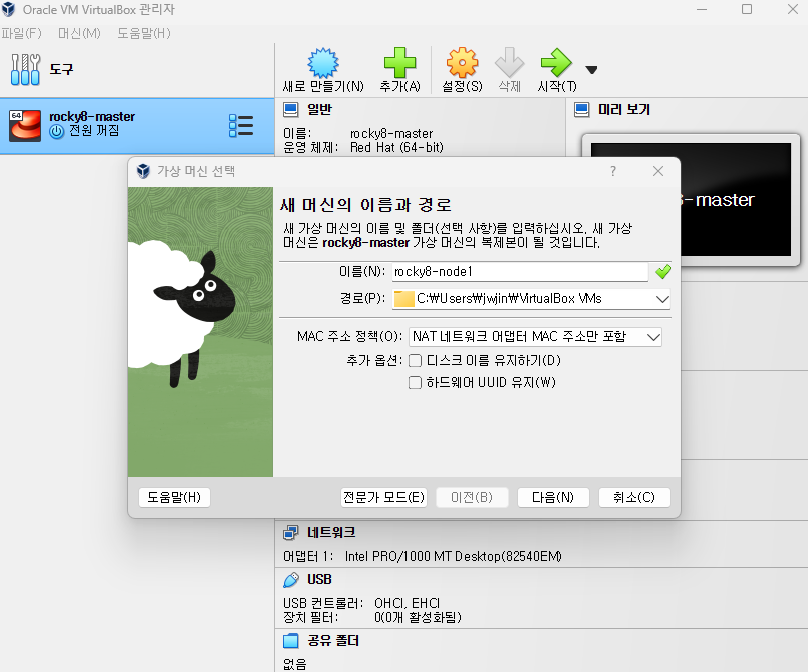 Oracle VM VirtualBox 관리자
파일(F) 머신(M) 도움말(H)
도구
새로 만들기(N) 추가(A) 설정(S) 삭제 시작(T)
64
rocky8-master
전원 꺼짐
일반
이름: rocky8-master
운영 체제: Red Hat (64-bit)
미리 보기
8-master
가상 머신 선택 ?
새 머신의 이름과 경로
새 가상 머신의 이름 및 폴더(선택 사항)를 입력하십시오. 새 가상
머신은 rocky8-master 가상 머신의 복제본이 될 것입니다.
이름(N): rocky8-node1
경로(P): C:₩Users₩jwjin₩VirtualBox VMs
MAC 주소 정책(O): NAT 네트워크 어댑터 MAC 주소만 포함
추가 옵션: 디스크 이름 유지하기(D)
하드웨어 UUID 유지(W)
도움말(H) 전문가 모드(E) 이전(B) 다음(N) 취소(C)
네트워크
어댑터 1: Intel PRO/1000 MT Desktop(82540EM)
USB
USB 컨트롤러: OHCI, EHCI
장치 필터: 0(0개 활성화됨)
공유 폴더
없음